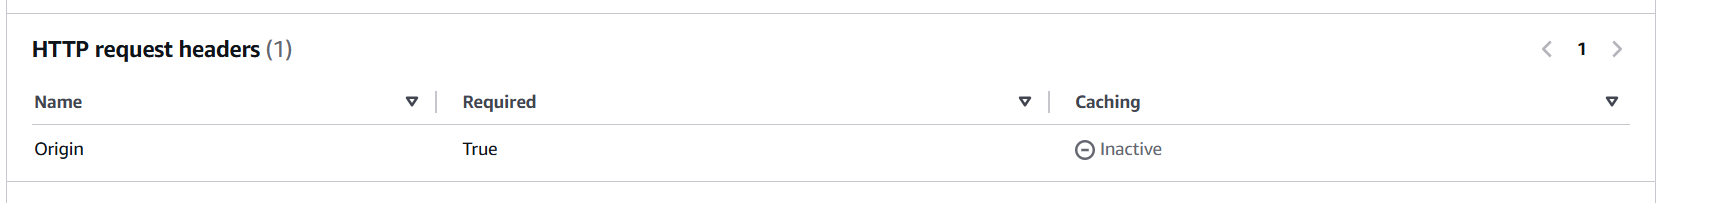 HTTP request headers (1)
1
Name Required Caching
Origin True Inactive